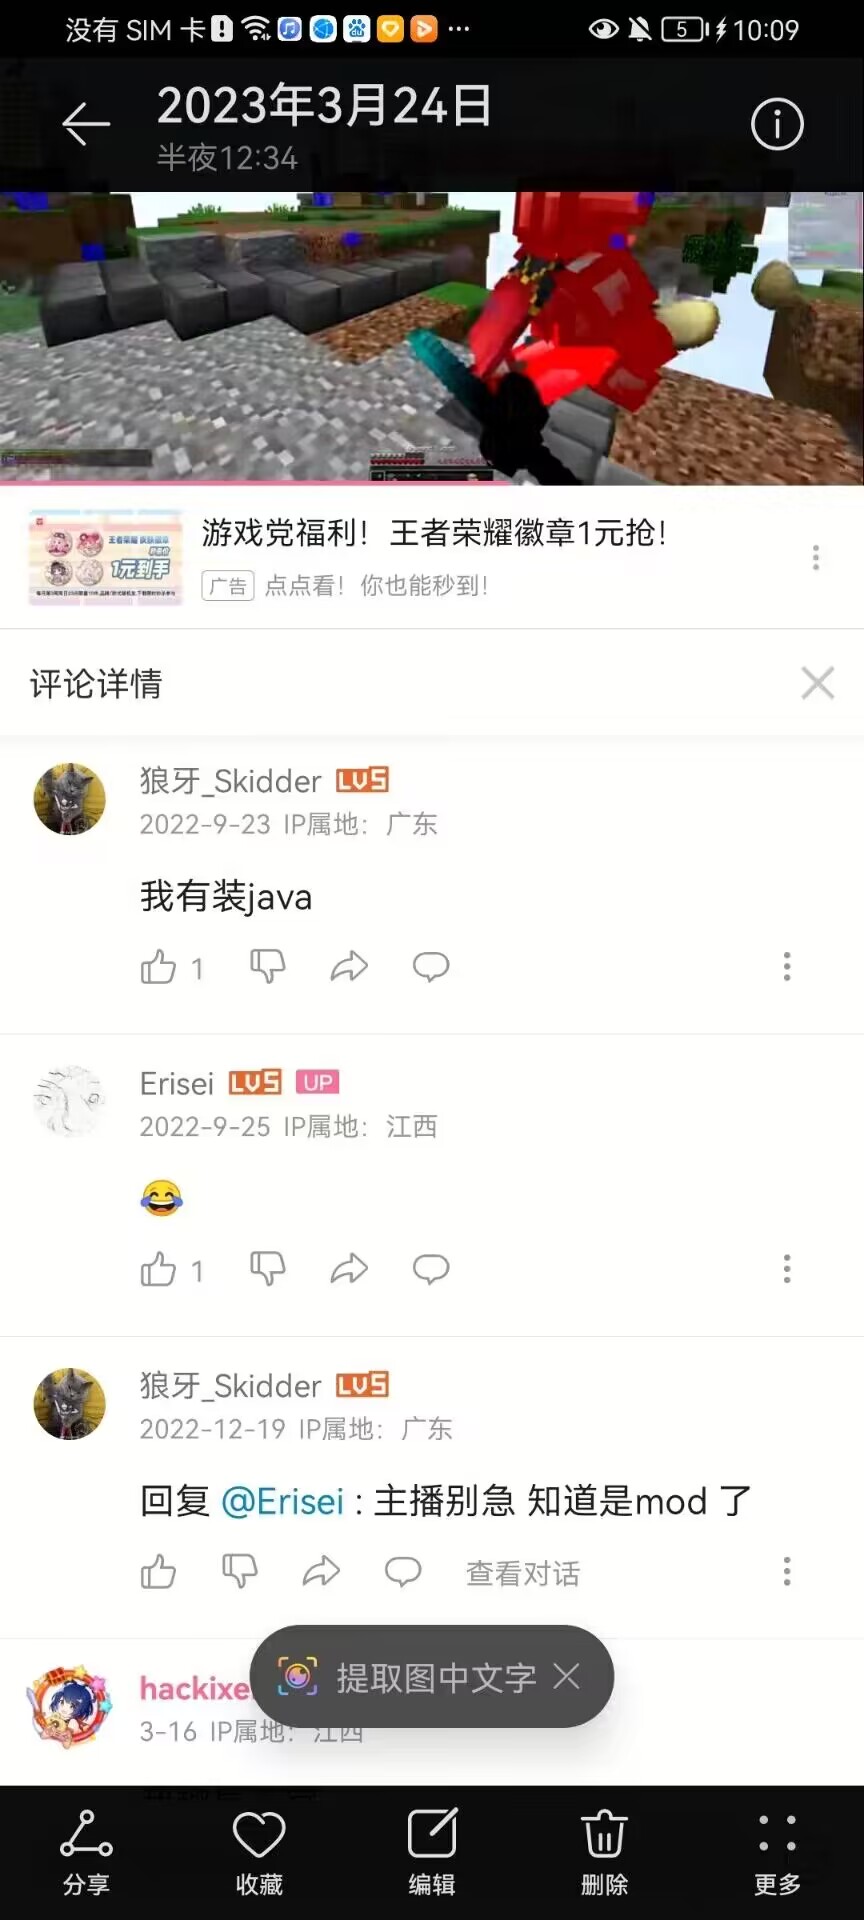 没有 SIM 卡
5
10:09
2023年3月24日
半夜12:34
王者荣耀
1元到手
游戏党福利！王者荣耀徽章1元抢！
广告 点点看！你也能秒到！
评论详情
狼牙_Skidder LV5
2022-9-23 IP属地：广东
我有装java
1
Erisei LV5 UP
2022-9-25 IP属地：江西
😂
1
狼牙_Skidder LV5
2022-12-19 IP属地：广东
回复 @Erisei : 主播别急 知道是mod 了
查看对话
hackixe
3-16 IP属地：江西
提取图中文字
分享
收藏
编辑
删除
更多